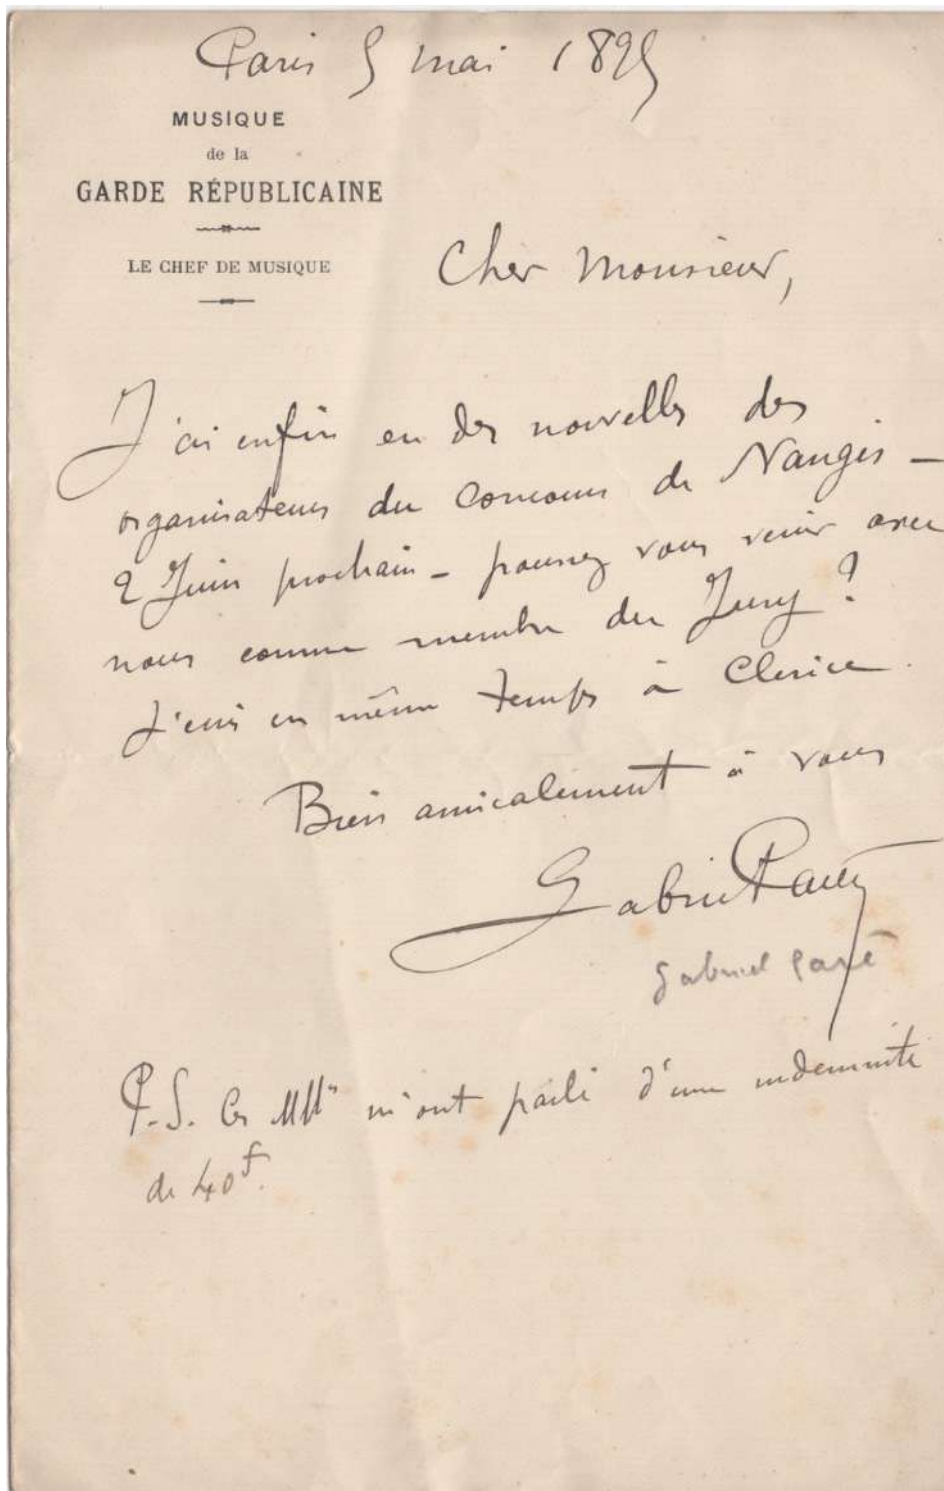 Paris 5 mai 1895
MUSIQUE
de la
GARDE RÉPUBLICAINE
LE CHEF DE MUSIQUE
Cher Monsieur,
J'ai enfin eu des nouvelles des
organisateurs du Concours de Nangis —
2 Juin prochain — pouvez vous venir avec
nous comme membre du Jury ?
J'écris en même temps à Clerice.
Bien amicalement à vous
Gabriel Parès
Gabriel Parè
P.-S. Ces MMrs m'ont parlé d'une indemnité
de 40f.